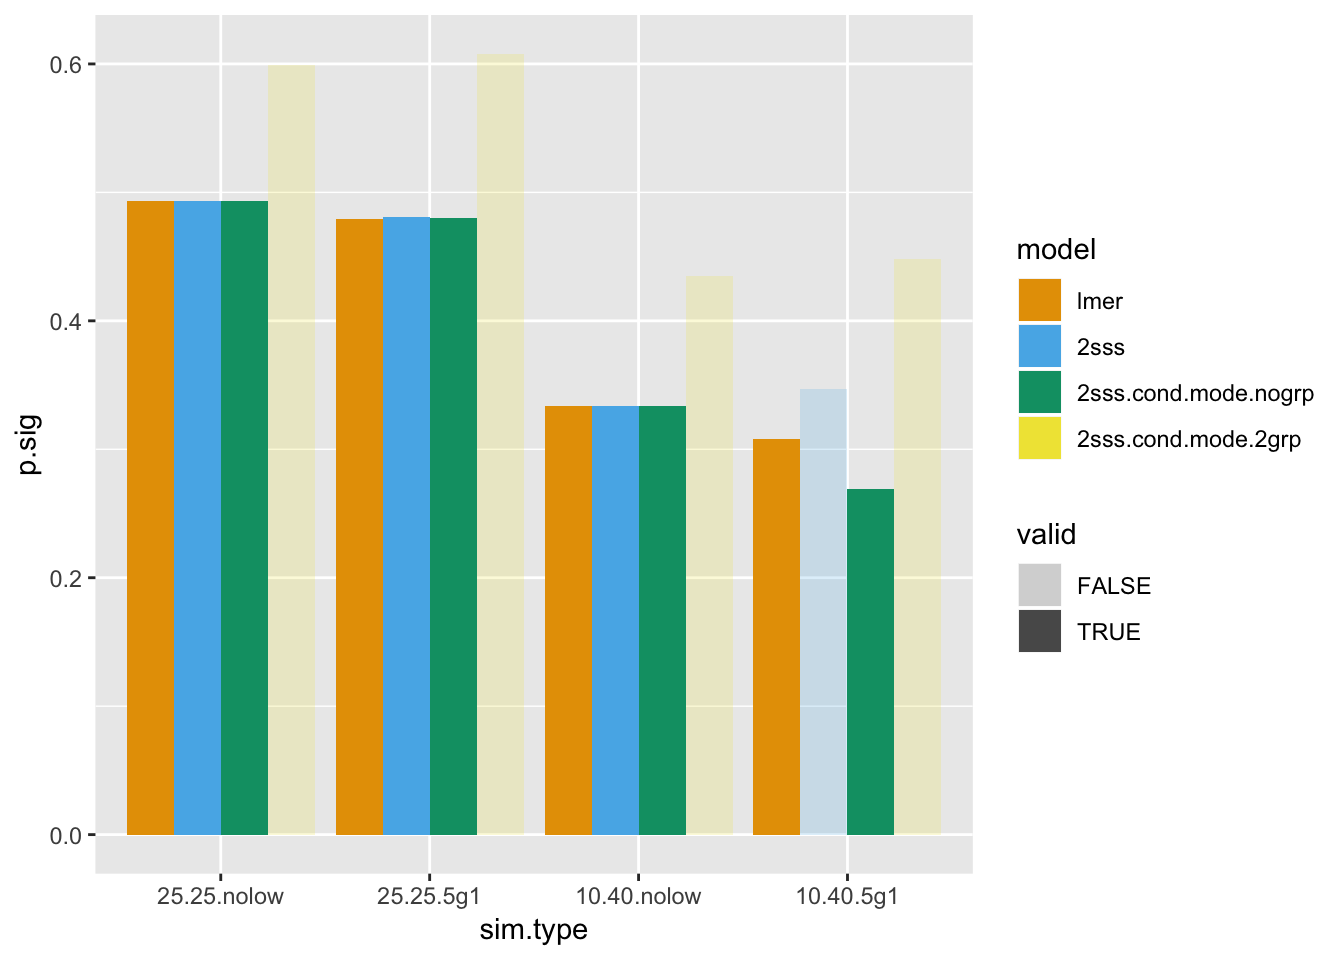 0.6
0.4
0.2
0.0
p.sig
25.25.nolow
25.25.5g1
10.40.nolow
10.40.5g1
sim.type
model
lmer
2sss
2sss.cond.mode.nogrp
2sss.cond.mode.2grp
valid
FALSE
TRUE